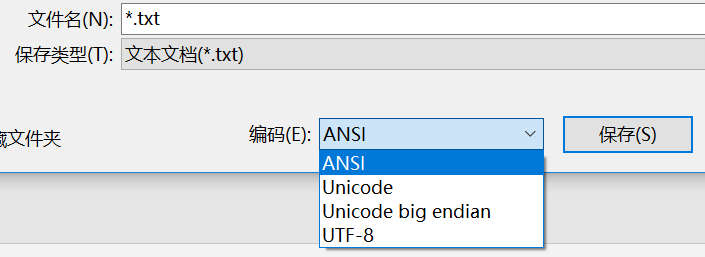 文件名(N): *.txt
保存类型(T): 文本文档(*.txt)
藏文件夹 编码(E): ANSI 保存(S)
ANSI
Unicode
Unicode big endian
UTF-8